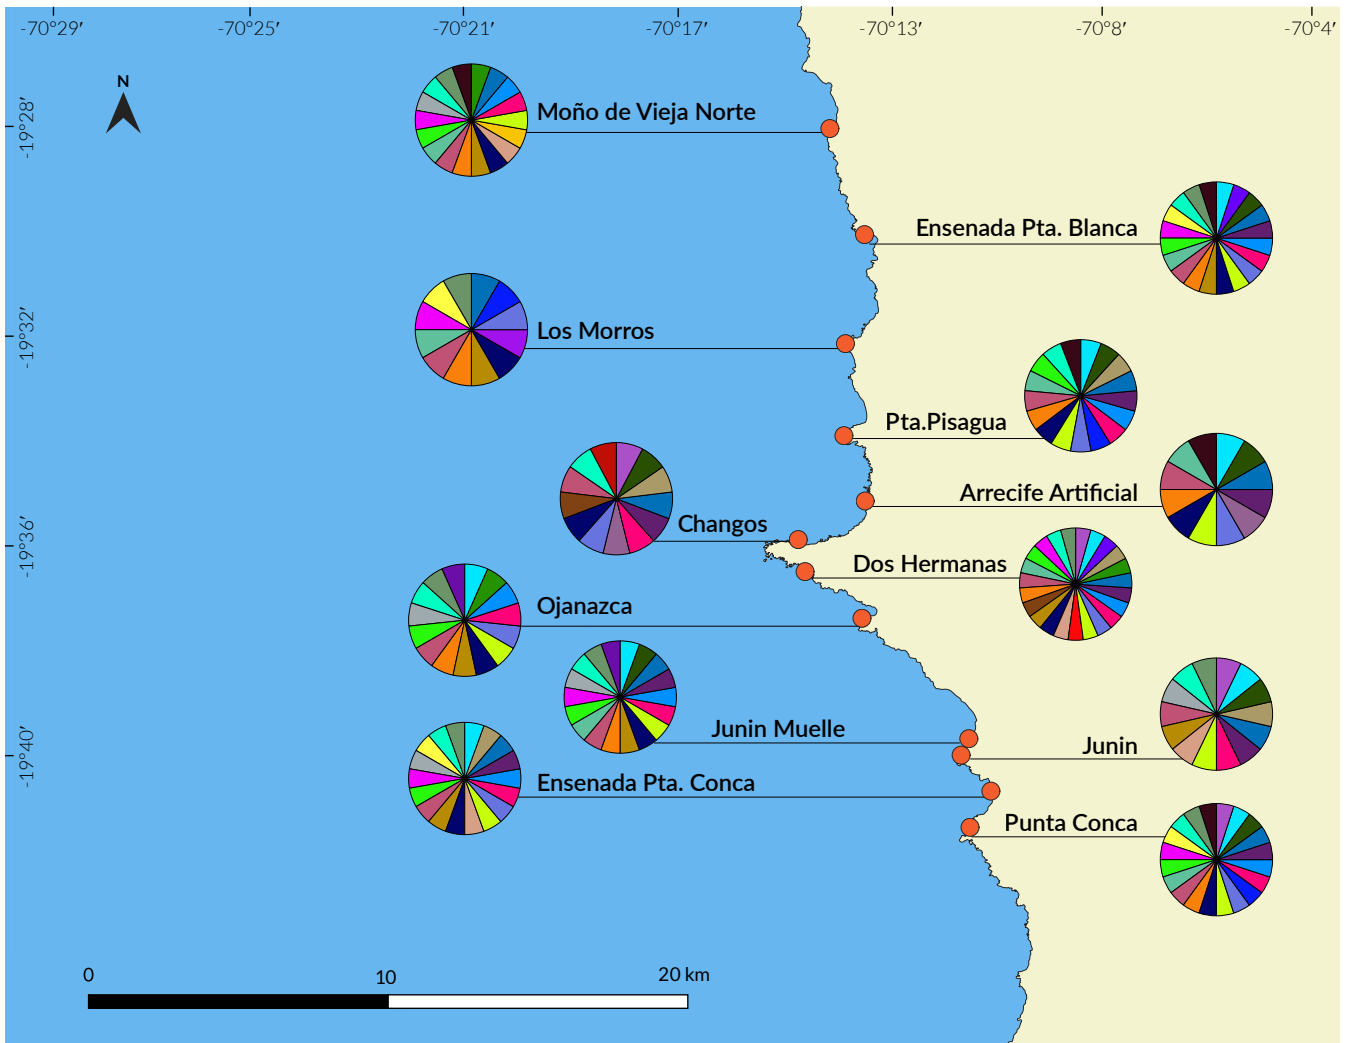 -70°29′ -70°25′ -70°21′ -70°17′ -70°13′ -70°8′ -70°4′
N
-19°28′
Moño de Vieja Norte
Ensenada Pta. Blanca
-19°32′
Los Morros
Pta.Pisagua
Arrecife Artificial
Changos
-19°36′
Dos Hermanas
Ojanazca
Junin Muelle
-19°40′
Junin
Ensenada Pta. Conca
Punta Conca
0 10 20 km